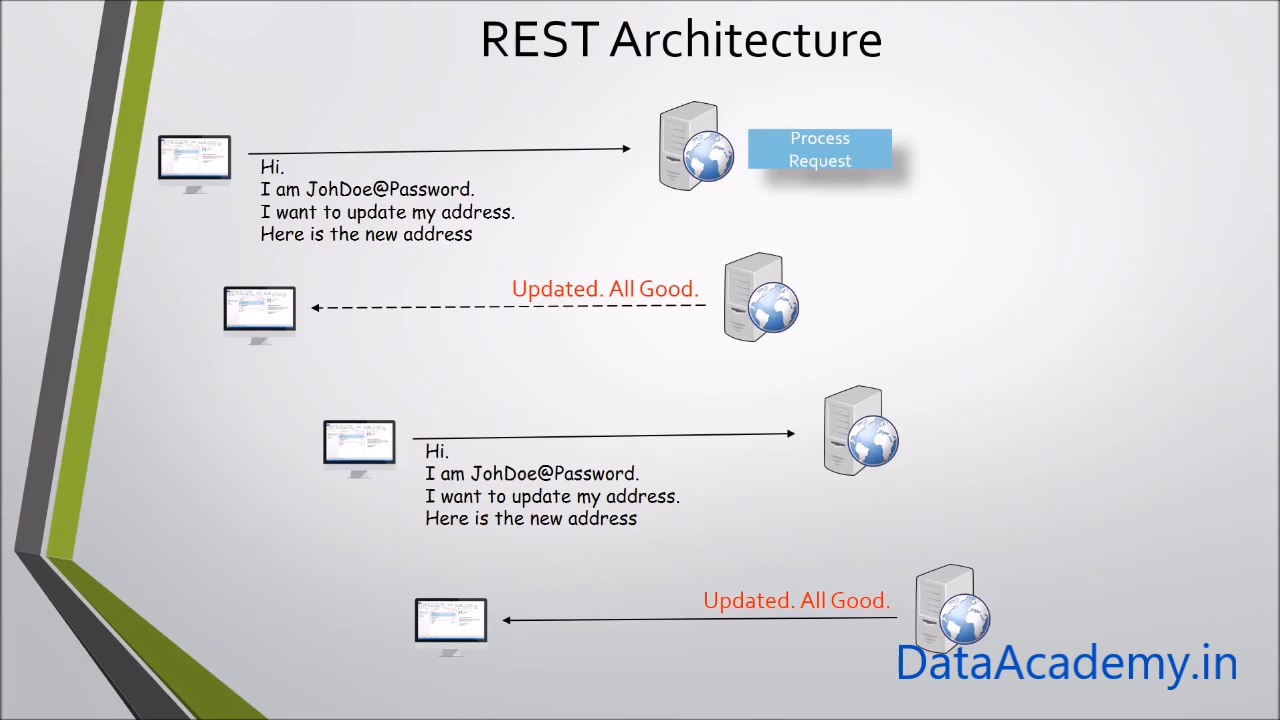 REST Architecture
Process
Request
Hi.
I am JohDoe@Password.
I want to update my address.
Here is the new address
Updated. All Good.
Hi.
I am JohDoe@Password.
I want to update my address.
Here is the new address
Updated. All Good.
DataAcademy.in